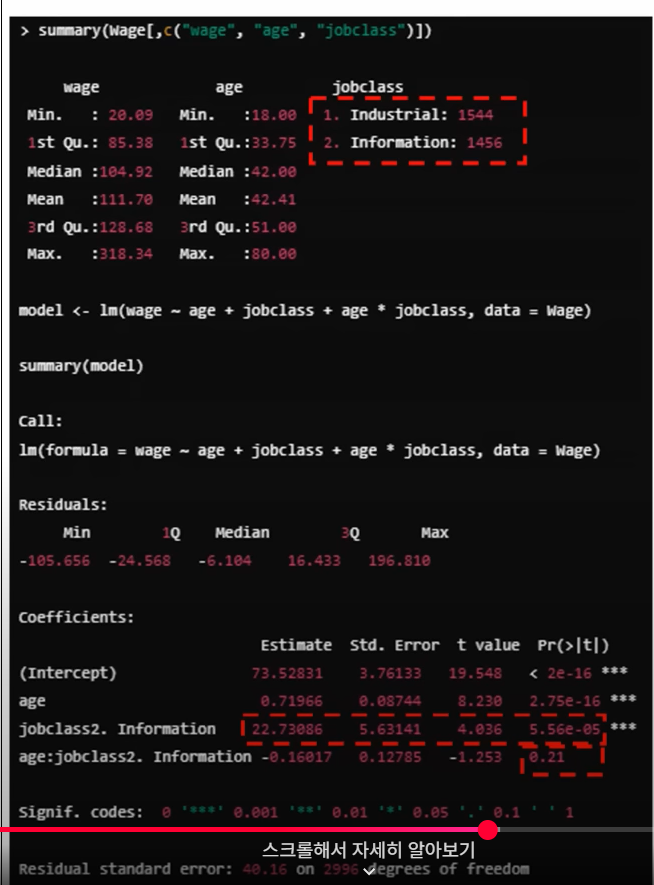 > summary(Wage[,c("wage", "age", "jobclass")])
wage age jobclass
Min. : 20.09 Min. :18.00 1. Industrial: 1544
1st Qu.: 85.38 1st Qu.:33.75 2. Information: 1456
Median :104.92 Median :42.00
Mean :111.70 Mean :42.41
3rd Qu.:128.68 3rd Qu.:51.00
Max. :318.34 Max. :80.00
model <- lm(wage ~ age + jobclass + age * jobclass, data = Wage)
summary(model)
Call:
lm(formula = wage ~ age + jobclass + age * jobclass, data = Wage)
Residuals:
Min 1Q Median 3Q Max
-105.656 -24.568 -6.104 16.433 196.810
Coefficients:
Estimate Std. Error t value Pr(>|t|)
(Intercept) 73.52831 3.76133 19.548 < 2e-16 ***
age 0.71966 0.08744 8.230 2.75e-16 ***
jobclass2. Information 22.73086 5.63141 4.036 5.56e-05 ***
age:jobclass2. Information -0.16017 0.12785 -1.253 0.21
Signif. codes: 0 '***' 0.001 '**' 0.01 '*' 0.05 '.' 0.1 ' ' 1
스크롤해서 자세히 알아보기
Residual standard error: 40.16 on 2996 degrees of freedom